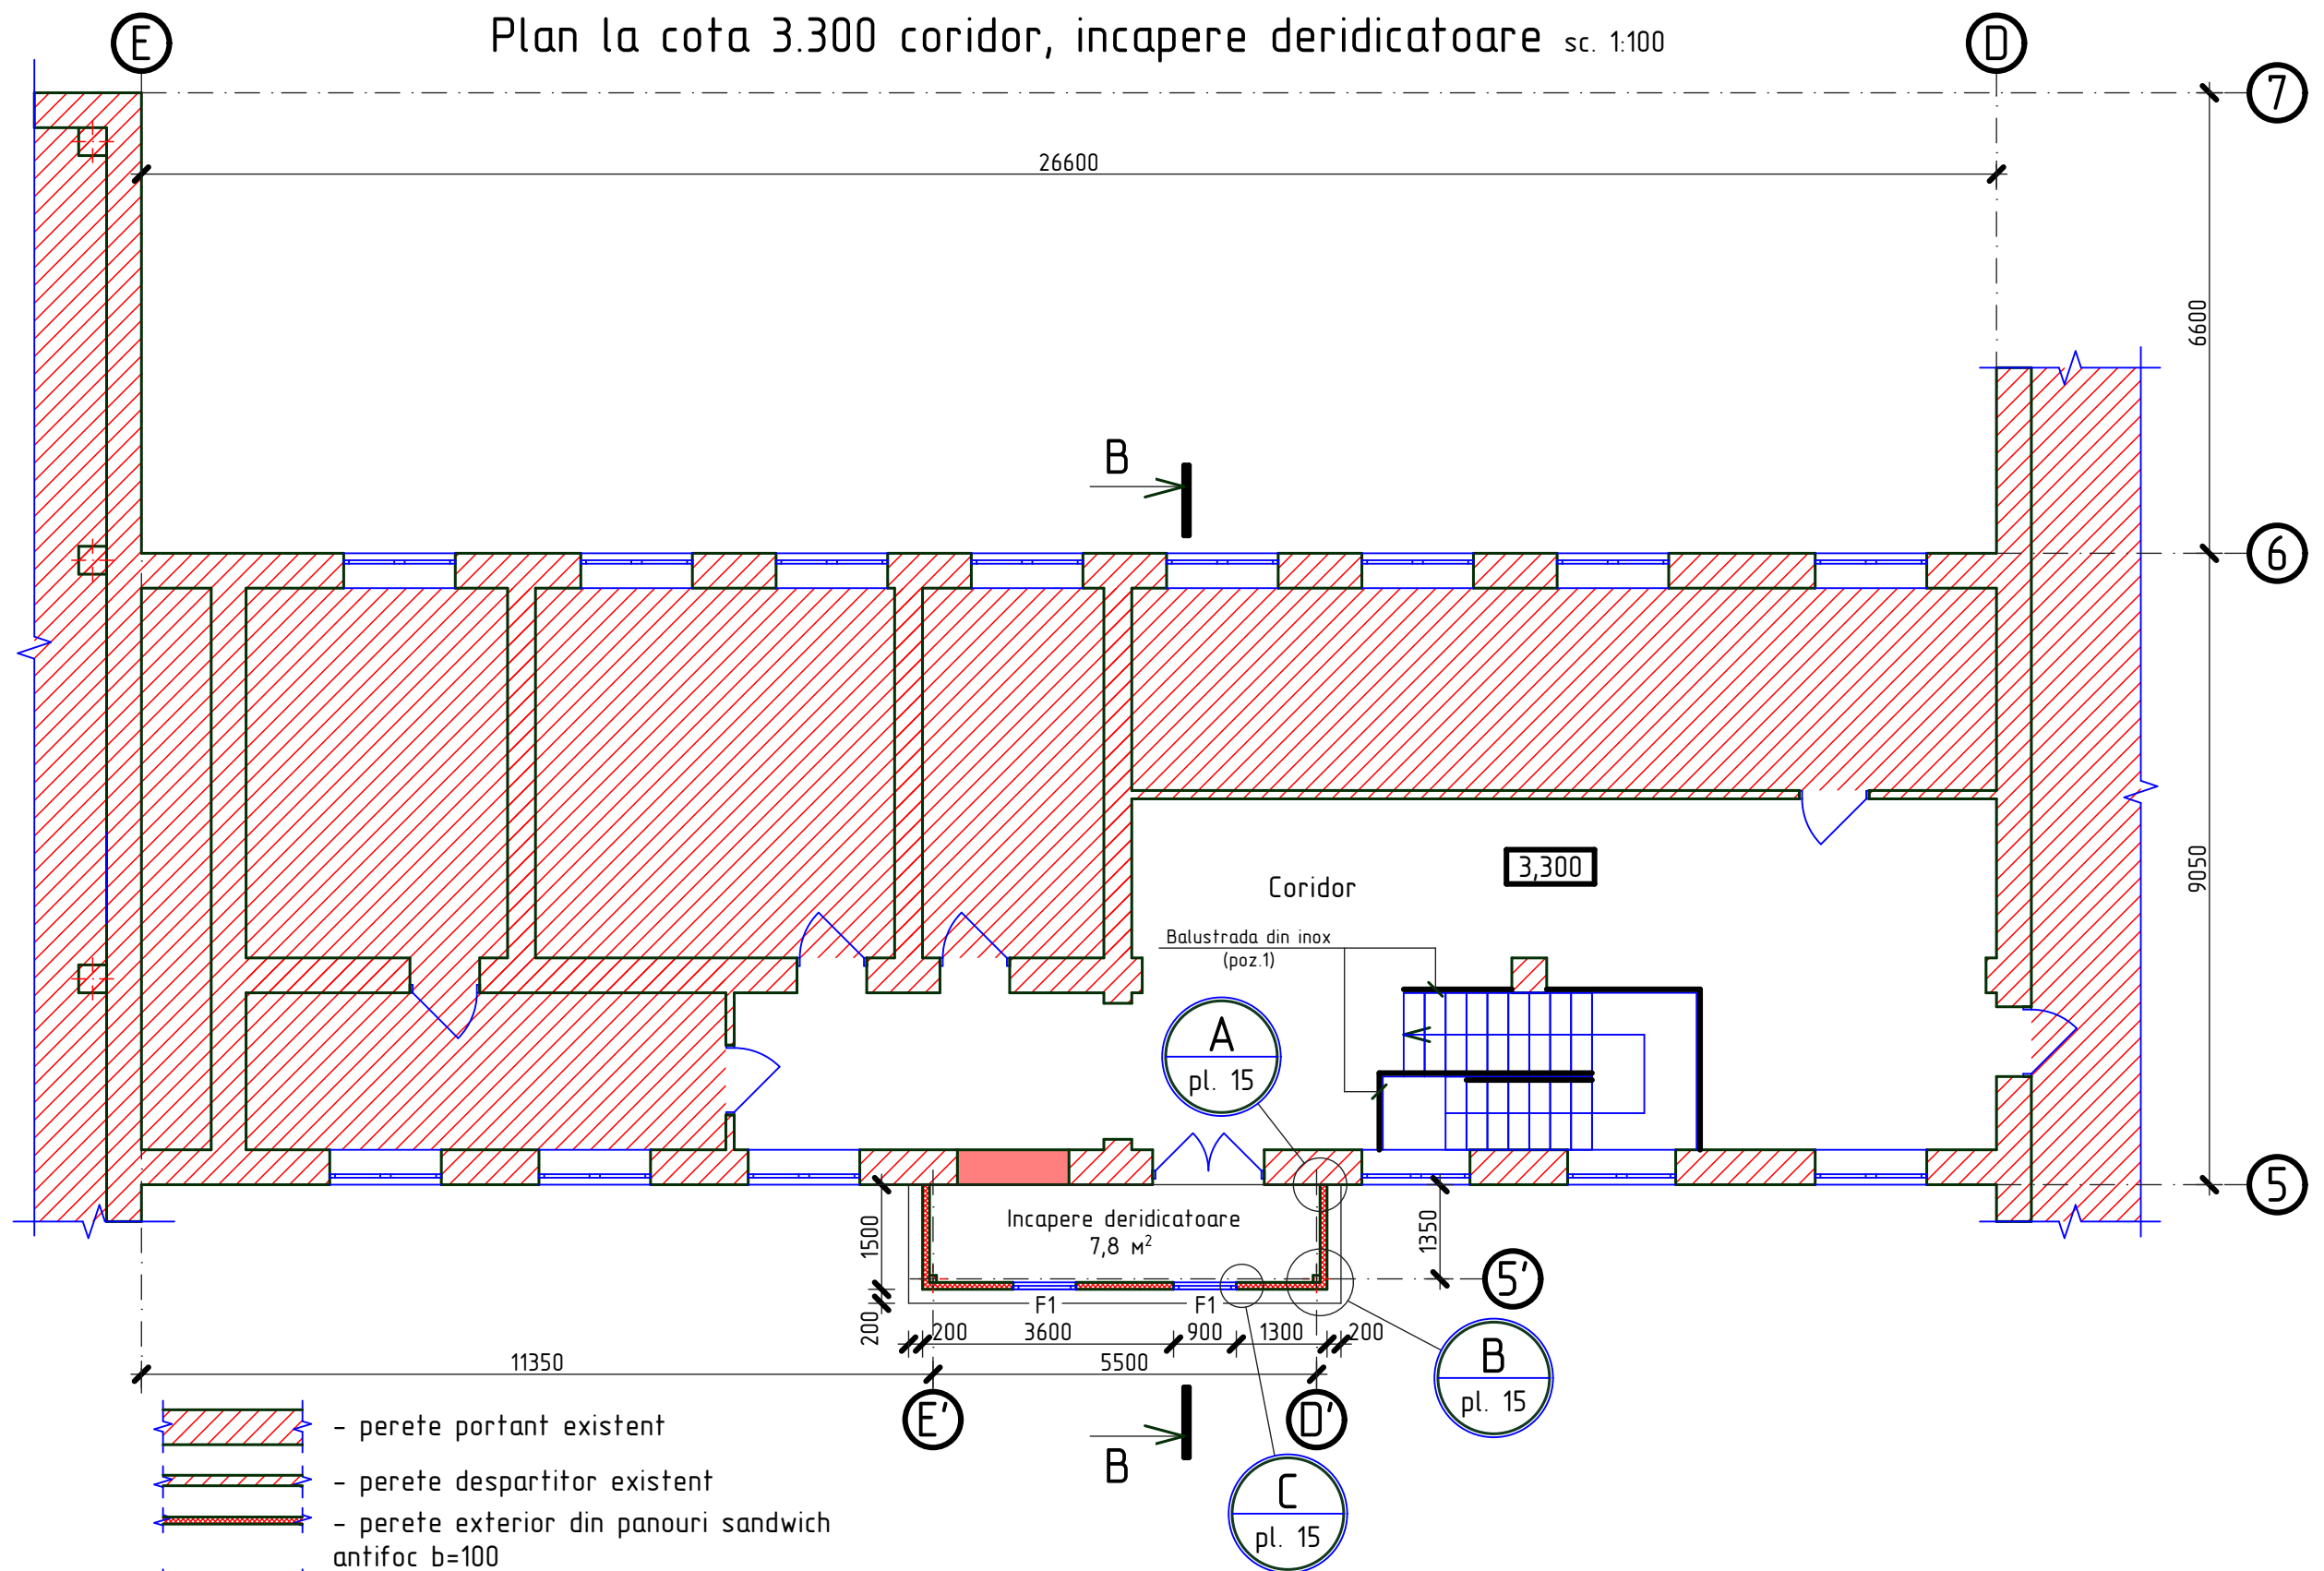 E
Plan la cota 3.300 coridor, incapere deridicatoare sc. 1:100
D
7
26600
6600
B
6
3,300
9050
Coridor
Balustrada din inox
(poz.1)
A
pl. 15
5
Incapere deridicatoare
7,8 м²
1500
1350
5'
F1
F1
200
200
3600
900
1300
200
11350
5500
B
pl. 15
E'
D'
B
C
pl. 15
- perete portant existent
- perete despartitor existent
- perete exterior din panouri sandwich
antifoc b=100